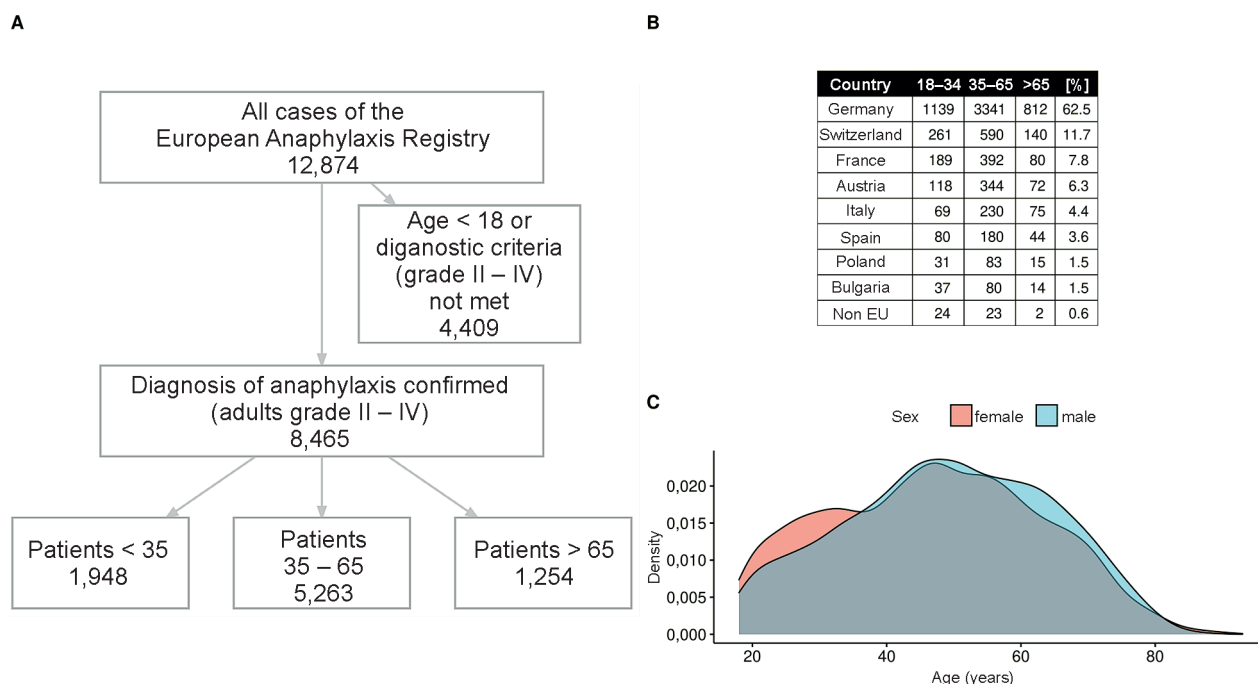 A
All cases of the
European Anaphylaxis Registry
12,874
Age < 18 or
diganostic criteria
(grade II – IV)
not met
4,409
Diagnosis of anaphylaxis confirmed
(adults grade II – IV)
8,465
Patients < 35
1,948
Patients
35 – 65
5,263
Patients > 65
1,254
B
Country 18–34 35–65 >65 [%]
Germany 1139 3341 812 62.5
Switzerland 261 590 140 11.7
France 189 392 80 7.8
Austria 118 344 72 6.3
Italy 69 230 75 4.4
Spain 80 180 44 3.6
Poland 31 83 15 1.5
Bulgaria 37 80 14 1.5
Non EU 24 23 2 0.6
C
Sex female male
Density
0,020
0,015
0,010
0,005
0,000
20 40 60 80
Age (years)